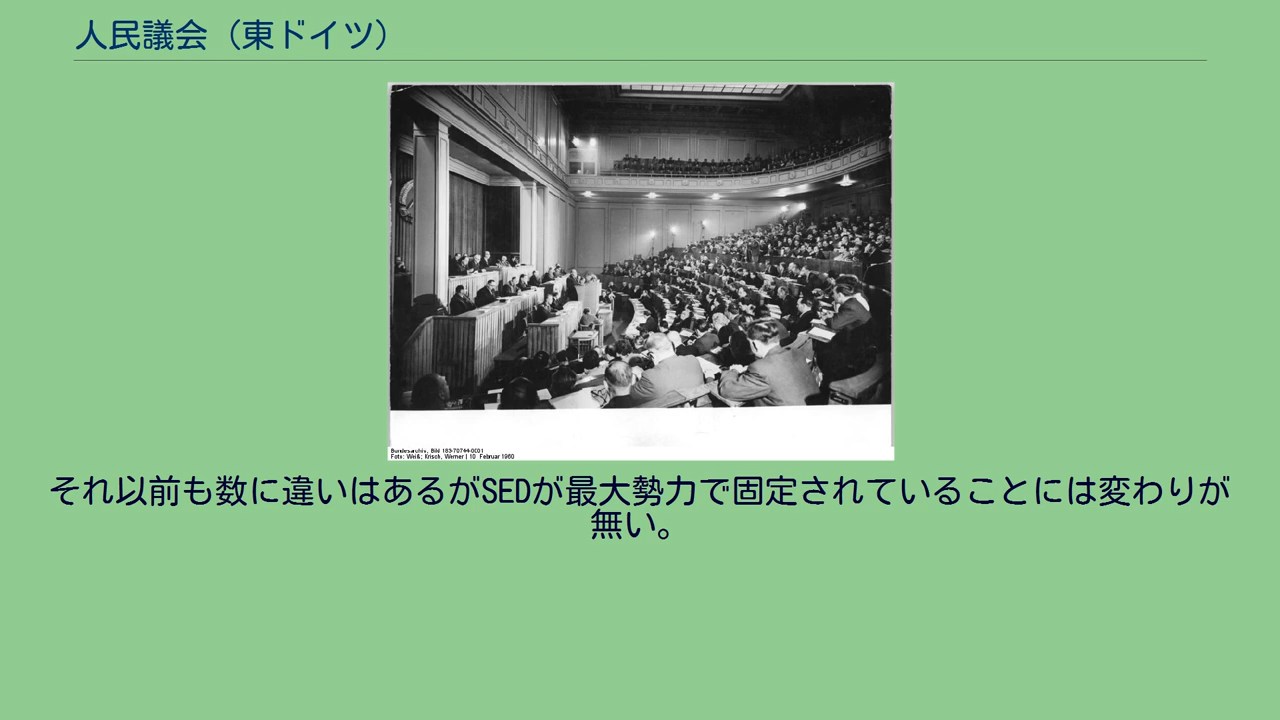 人民議会（東ドイツ）
Bundesarchiv, Bild 183-70744-0001
Foto: Weiß; Krisch, Werner | 10. Februar 1960
それ以前も数に違いはあるがSEDが最大勢力で固定されていることには変わりが
無い。